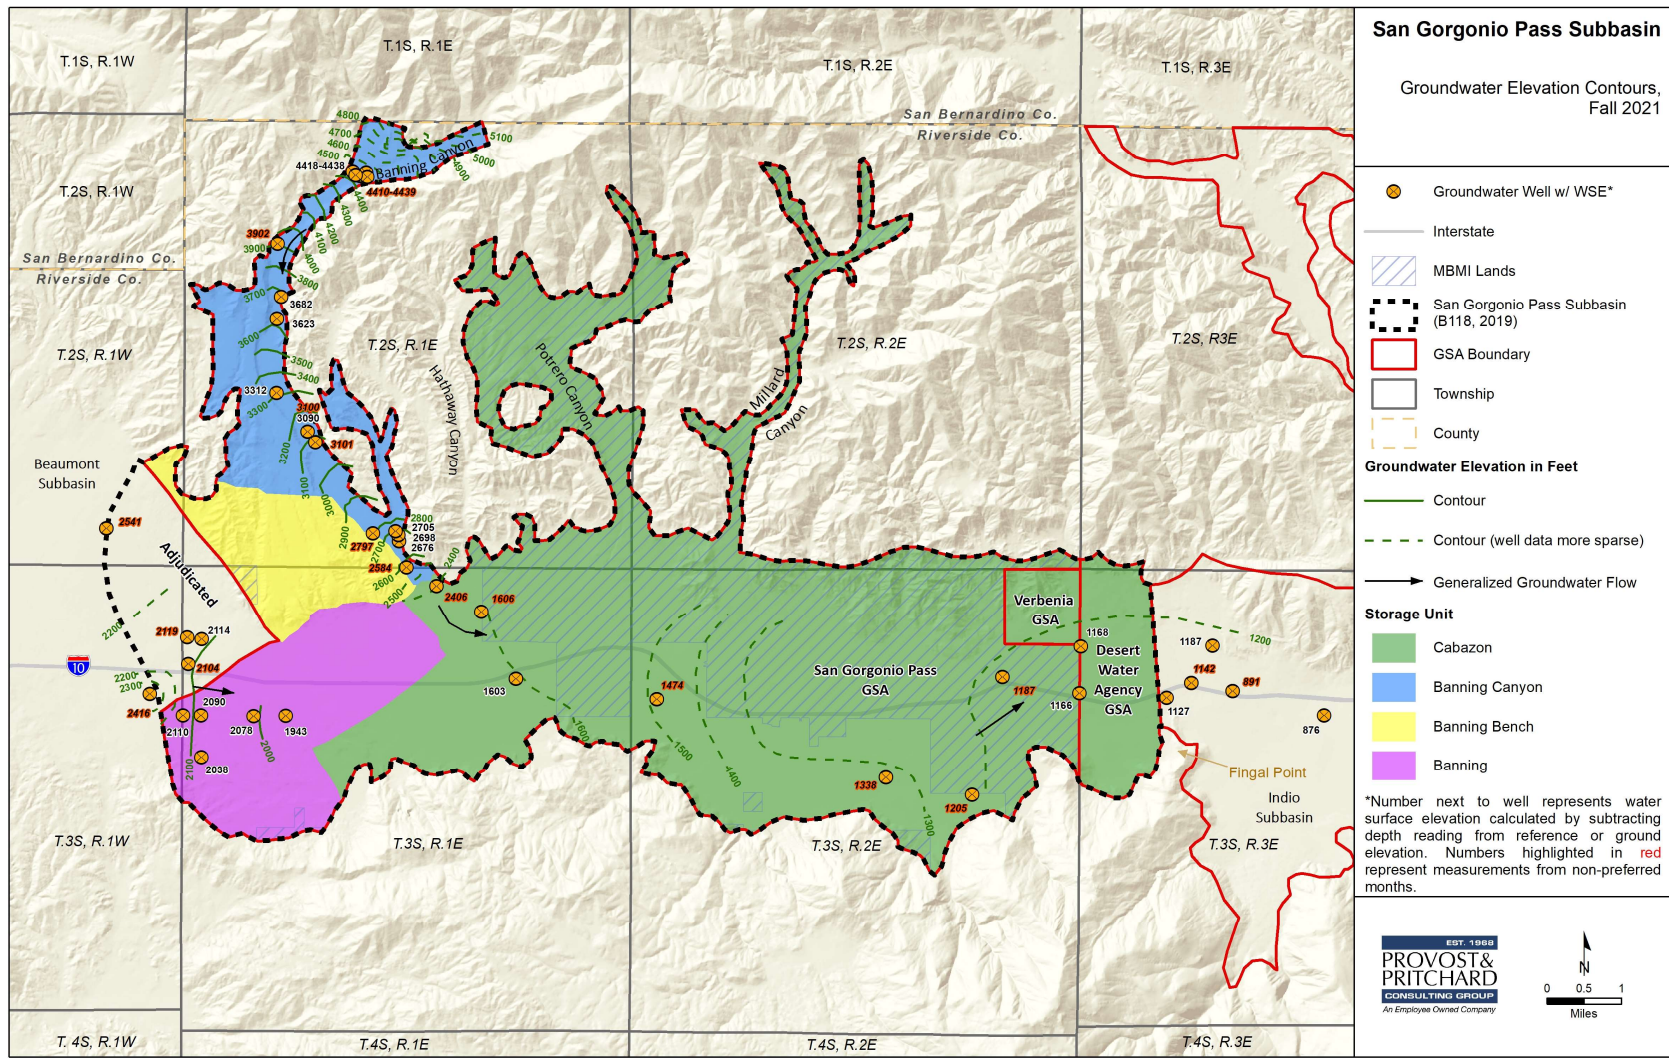 San Gorgonio Pass Subbasin
Groundwater Elevation Contours,
Fall 2021
Groundwater Well w/ WSE*
Interstate
MBMI Lands
San Gorgonio Pass Subbasin
(B118, 2019)
GSA Boundary
Township
County
Groundwater Elevation in Feet
Contour
Contour (well data more sparse)
Generalized Groundwater Flow
Storage Unit
Cabazon
Banning Canyon
Banning Bench
Banning
*Number next to well represents water
surface elevation calculated by subtracting
depth reading from reference or ground
elevation. Numbers highlighted in red
represent measurements from non-preferred
months.
EST. 1968
PROVOST&
PRITCHARD
CONSULTING GROUP
An Employee Owned Company
N
0 0.5 1
Miles
T.1S, R.1W
T.1S, R.1E
T.1S, R.2E
T.1S, R.3E
San Bernardino Co.
Riverside Co.
4800
4700
4600
4500
5100
5000
4900
Banning Canyon
4418-4438
4410-4439
4400
4300
4200
4100
4000
T.2S, R.1W
3902
3900
3800
San Bernardino Co.
Riverside Co.
3700
3682
3623
3600
3500
3400
3312
3300
3100
3090
3101
3200
3100
3000
2900
T.2S, R.1W
T.2S, R.1E
T.2S, R.2E
T.2S, R3E
Hathaway Canyon
Potrero Canyon
Millard
Canyon
Beaumont
Subbasin
2541
Adjudicated
2800
2705
2698
2676
2797
2700
2584
2600
2500
2400
2406
1606
2200
2119
2114
2104
10
2200
2300
2416
2110
2090
2078
1943
2038
2100
2000
1603
1600
1474
1500
1400
1338
1300
1205
San Gorgonio Pass
GSA
Verbenia
GSA
1168
Desert
Water
Agency
GSA
1187
1166
1200
1187
1142
891
1127
876
Fingal Point
Indio
Subbasin
T.3S, R.1W
T.3S, R.1E
T.3S, R.2E
T.3S, R.3E
T. 4S, R.1W
T.4S, R.1E
T.4S, R.2E
T.4S, R.3E